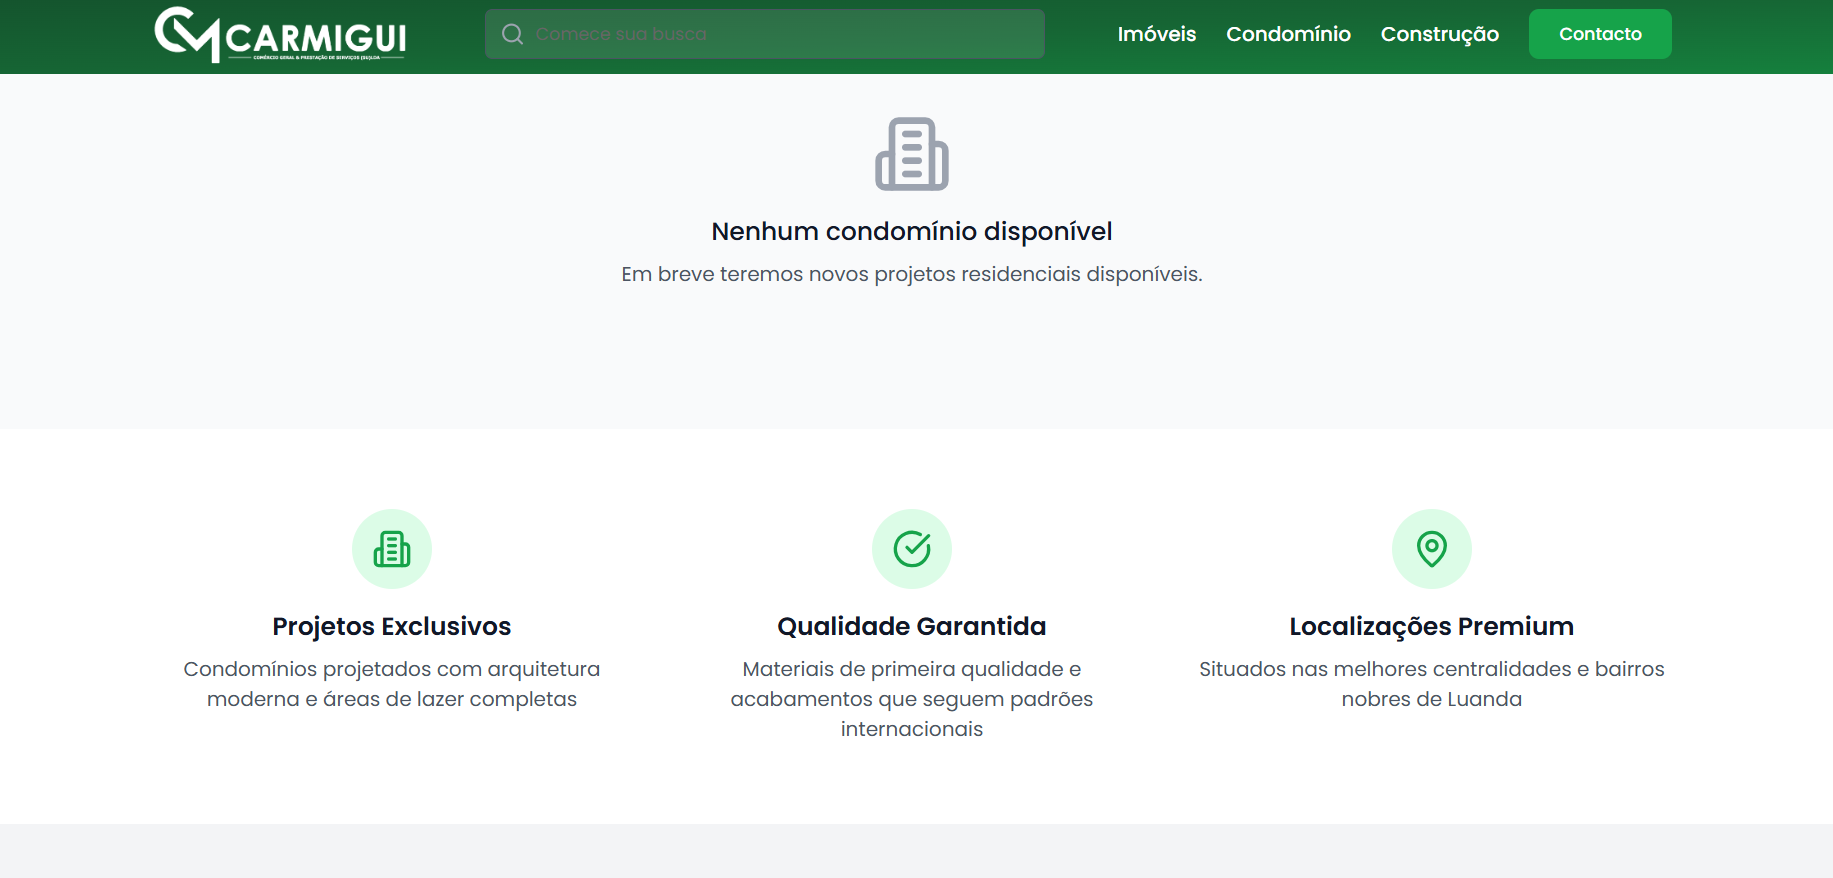 CARMIGUI
COMÉRCIO GERAL & PRESTAÇÃO DE SERVIÇOS (SU),LDA
Comece sua busca
Imóveis
Condomínio
Construção
Contacto
Nenhum condomínio disponível
Em breve teremos novos projetos residenciais disponíveis.
Projetos Exclusivos
Condomínios projetados com arquitetura
moderna e áreas de lazer completas
Qualidade Garantida
Materiais de primeira qualidade e
acabamentos que seguem padrões
internacionais
Localizações Premium
Situados nas melhores centralidades e bairros
nobres de Luanda